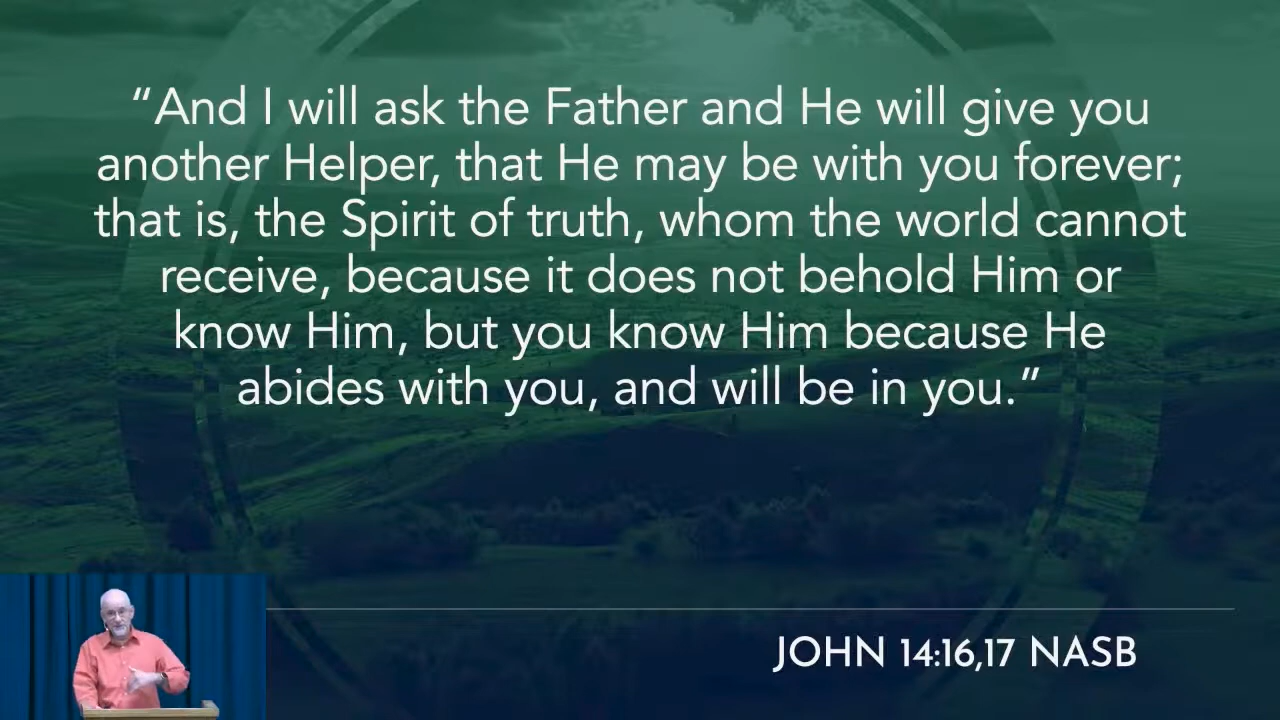 “And I will ask the Father and He will give you
another Helper, that He may be with you forever;
that is, the Spirit of truth, whom the world cannot
receive, because it does not behold Him or
know Him, but you know Him because He
abides with you, and will be in you.”
JOHN 14:16,17 NASB